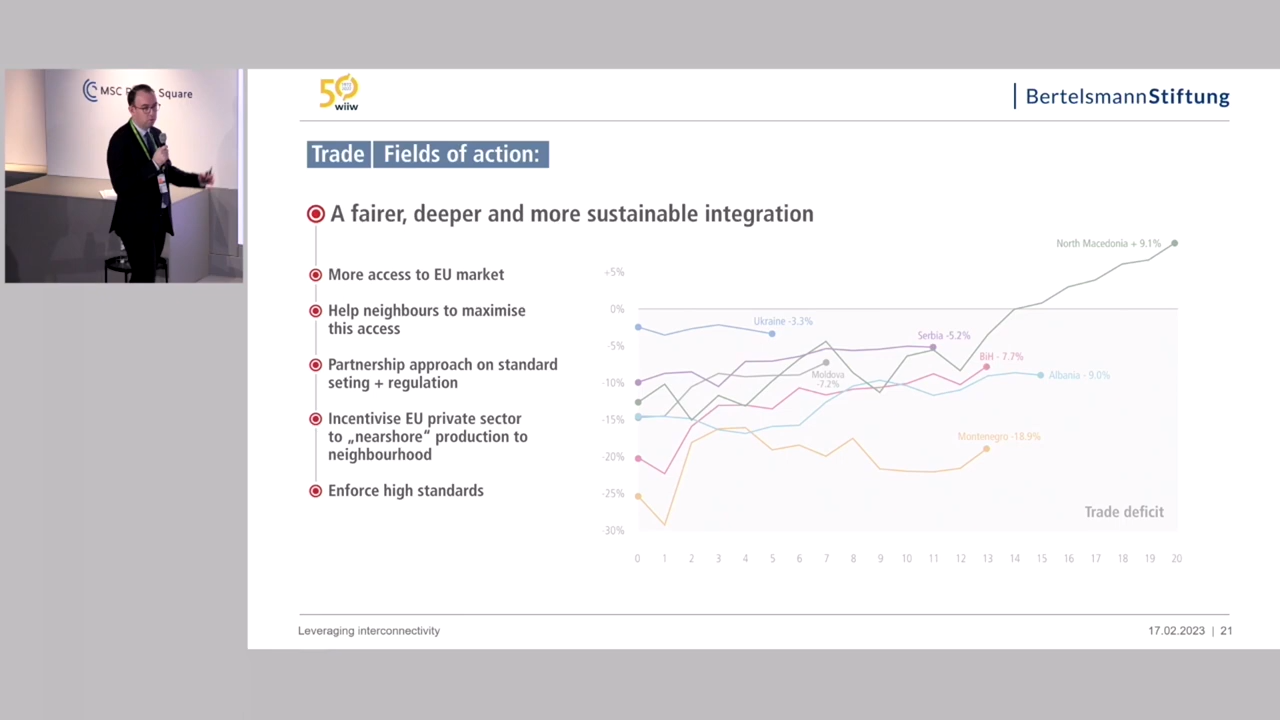 MSC
Square
50
wiiw
BertelsmannStiftung
Trade | Fields of action:
A fairer, deeper and more sustainable integration
More access to EU market
Help neighbours to maximise
this access
Partnership approach on standard
seting + regulation
Incentivise EU private sector
to „nearshore“ production to
neighbourhood
Enforce high standards
+5%
0%
-5%
-10%
-15%
-20%
-25%
-30%
North Macedonia + 9.1%
Ukraine -3.3%
Serbia -5.2%
BiH - 7.7%
Moldova
-7.2%
Albania - 9.0%
Montenegro -18.9%
Trade deficit
0 1 2 3 4 5 6 7 8 9 10 11 12 13 14 15 16 17 18 19 20
Leveraging interconnectivity
17.02.2023 | 21